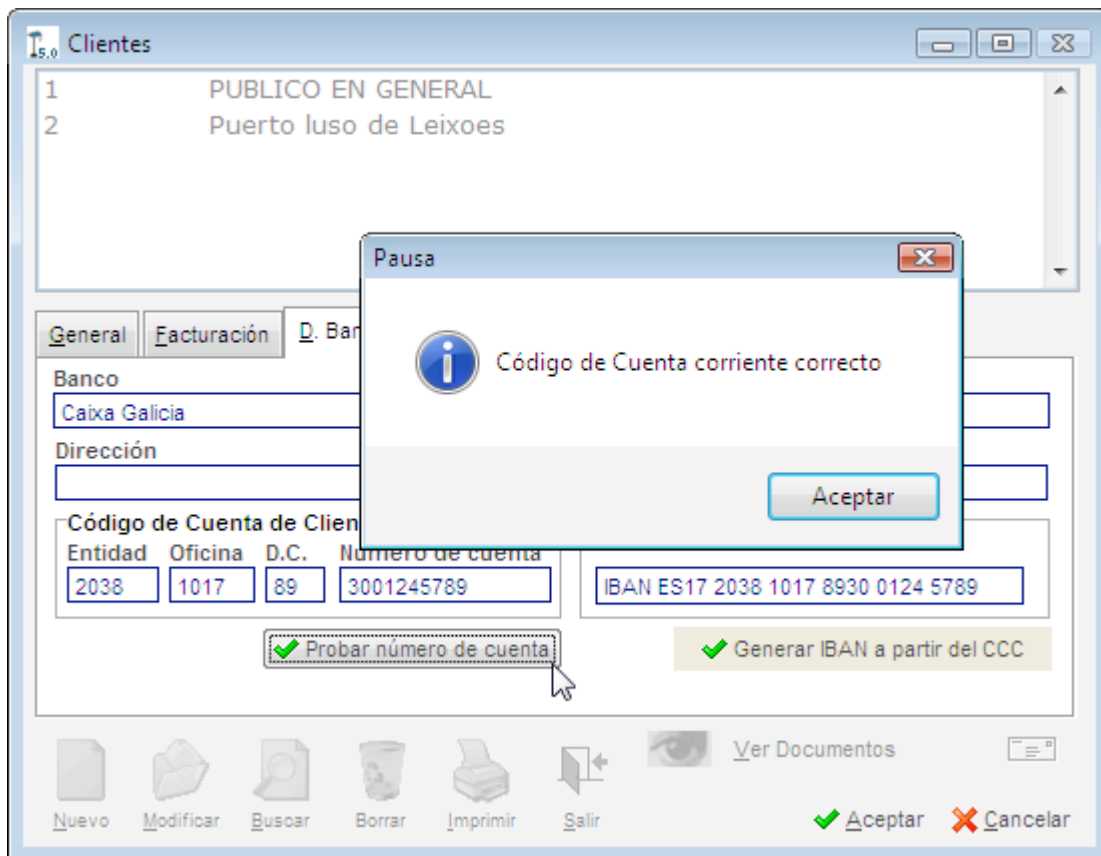 5.0 Clientes
1 PUBLICO EN GENERAL
2 Puerto luso de Leixoes
Pausa
Código de Cuenta corriente correcto
Aceptar
General Facturación D. Ban
Banco
Caixa Galicia
Dirección
Código de Cuenta de Clien
Entidad Oficina D.C. Número de cuenta
2038 1017 89 3001245789 IBAN ES17 2038 1017 8930 0124 5789
Probar número de cuenta Generar IBAN a partir del CCC
Ver Documentos
Nuevo Modificar Buscar Borrar Imprimir Salir Aceptar Cancelar